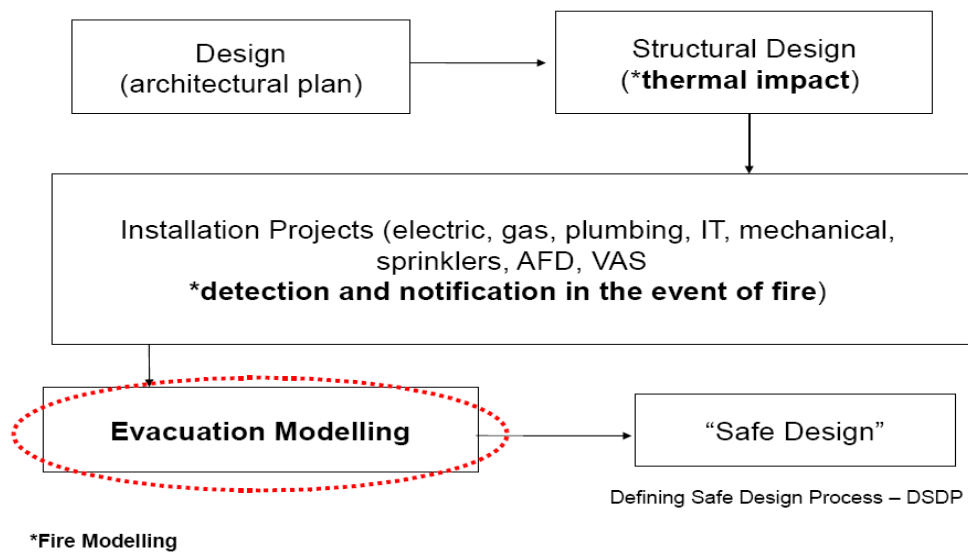 Design
(architectural plan)
Structural Design
(*thermal impact)
Installation Projects (electric, gas, plumbing, IT, mechanical,
sprinklers, AFD, VAS
*detection and notification in the event of fire)
Evacuation Modelling
“Safe Design”
Defining Safe Design Process – DSDP
*Fire Modelling